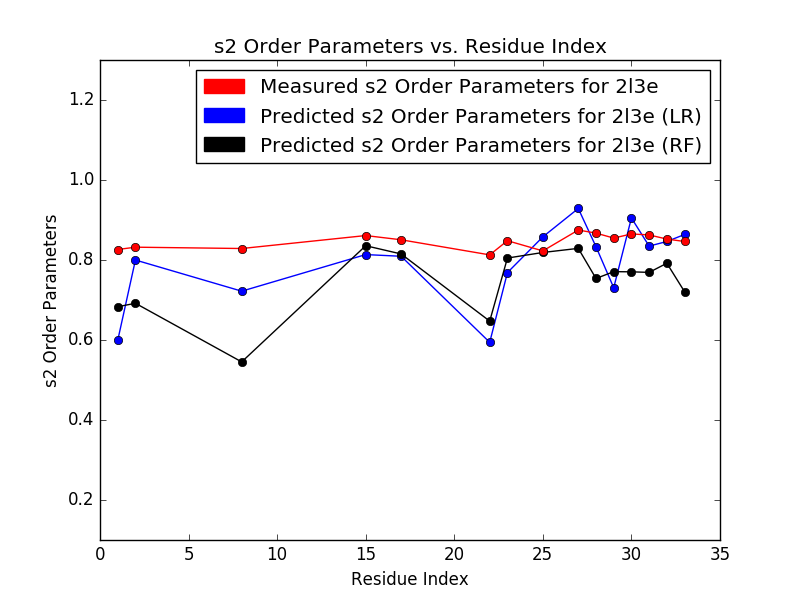 s2 Order Parameters vs. Residue Index
Measured s2 Order Parameters for 2l3e
Predicted s2 Order Parameters for 2l3e (LR)
Predicted s2 Order Parameters for 2l3e (RF)
s2 Order Parameters
1.2
1.0
0.8
0.6
0.4
0.2
0 5 10 15 20 25 30 35
Residue Index